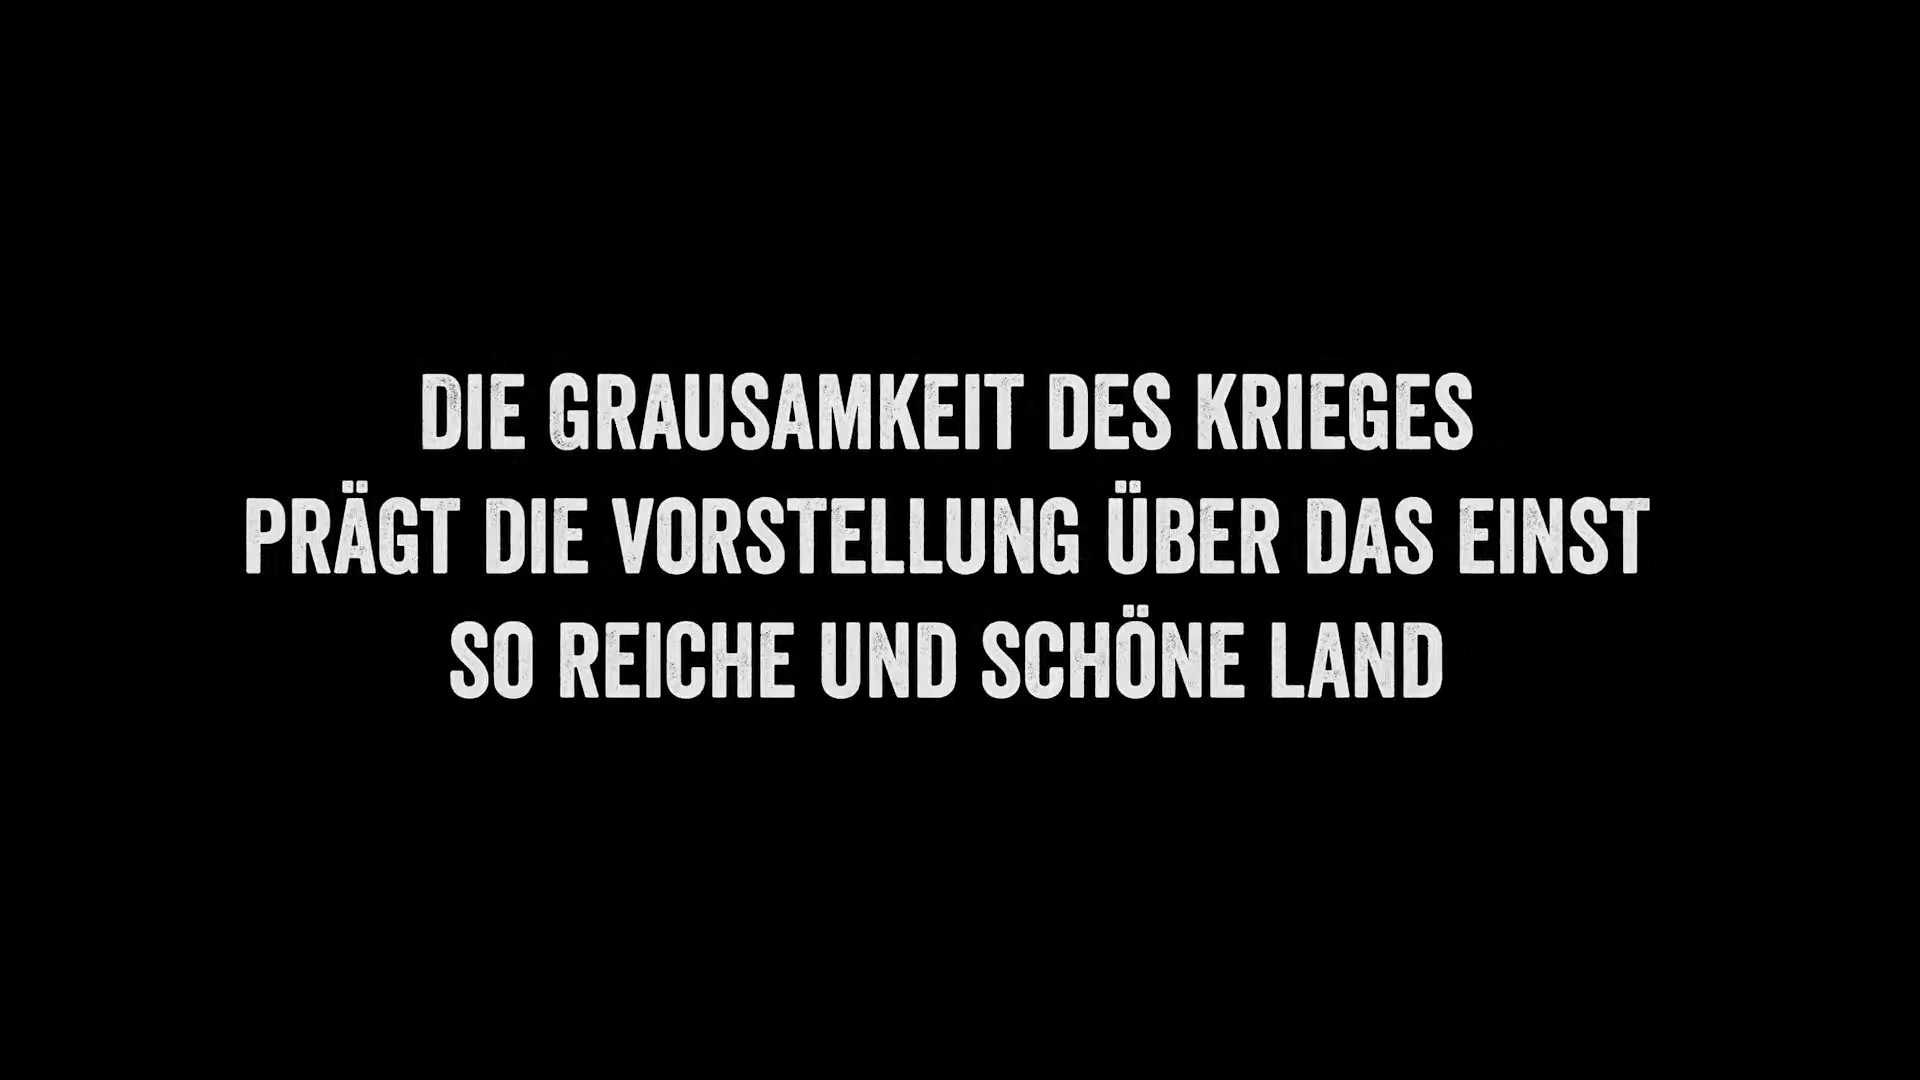 DIE GRAUSAMKEIT DES KRIEGES
PRÄGT DIE VORSTELLUNG ÜBER DAS EINST
SO REICHE UND SCHÖNE LAND